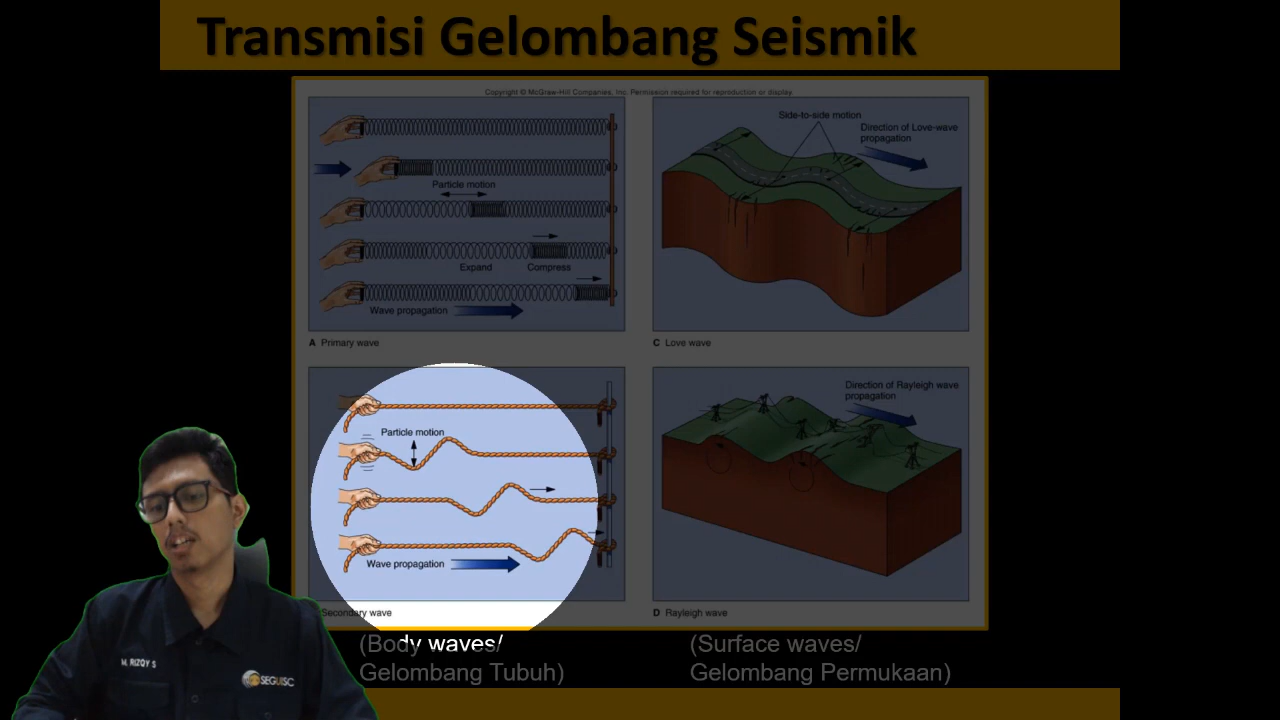 Transmisi Gelombang Seismik
Copyright © McGraw-Hill Companies, Inc. Permission required for reproduction or display.
Particle motion
Expand
Compress
Wave propagation
A Primary wave
Side-to-side motion
Direction of Love-wave
propagation
C Love wave
Particle motion
Wave propagation
Secondary wave
Direction of Rayleigh wave
propagation
D Rayleigh wave
(Body waves/
Gelombang Tubuh)
(Surface waves/
Gelombang Permukaan)
M. RIZQY S
SEGUISC